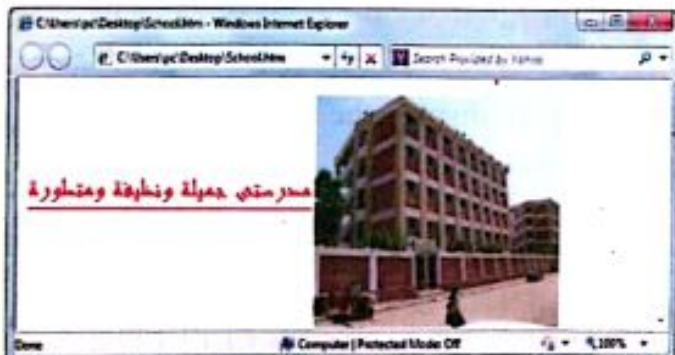 C:\Users\pc\Desktop\School.htm - Windows Internet Explorer
C:\Users\pc\Desktop\School.htm
Search Provided by Yahoo
مدرستي جميلة ونظيفة ومتطورة
Done
Computer | Protected Mode: Off
100%